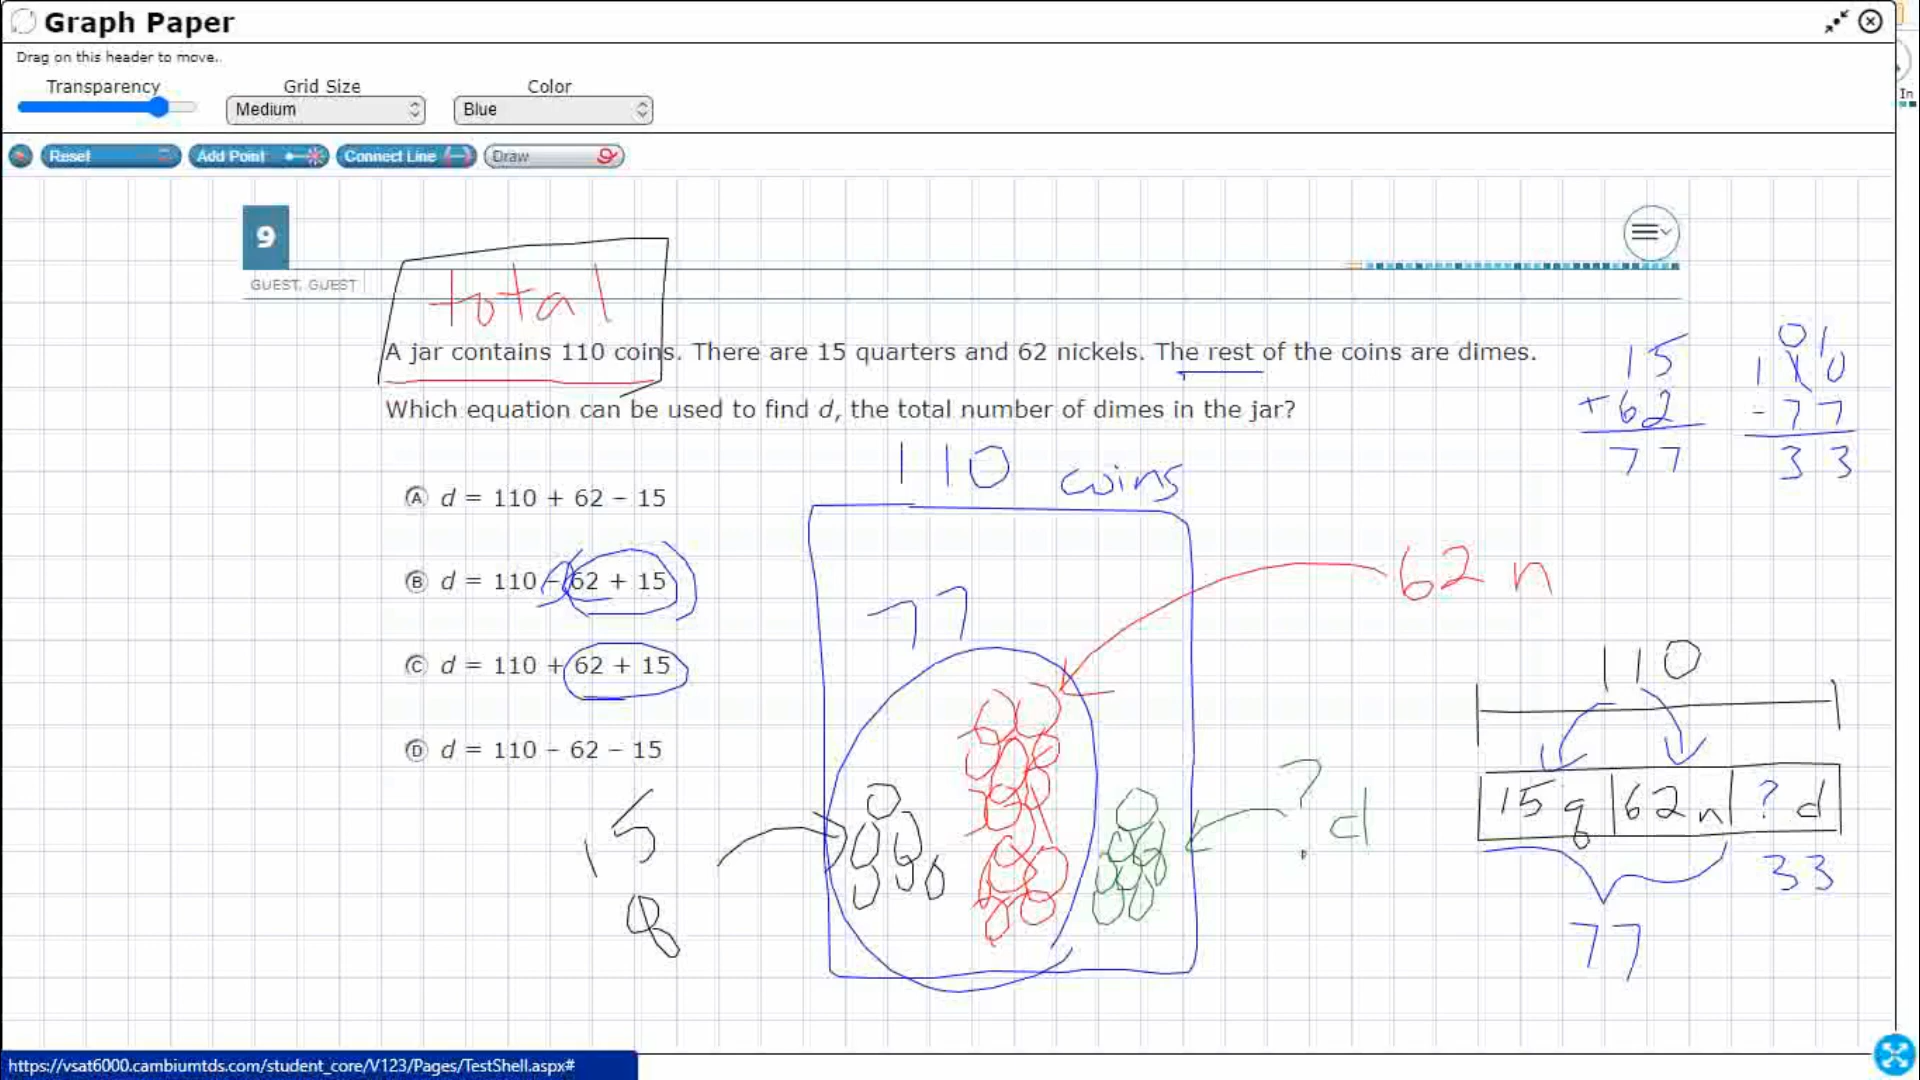 Graph Paper
Drag on this header to move..
Transparency
Grid Size
Color
Medium
Blue
Reset
Add Point
Connect Line
Draw
In
9
GUEST, GUEST
total
A jar contains 110 coins. There are 15 quarters and 62 nickels. The rest of the coins are dimes.
Which equation can be used to find d, the total number of dimes in the jar?
Ⓐ d = 110 + 62 − 15
Ⓑ d = 110 − (62 + 15)
Ⓒ d = 110 + 62 + 15
Ⓓ d = 110 − 62 − 15
15
+ 62
77
0 1
110
- 77
33
110 coins
77
62 n
15
q
? d
110
15 q 62 n ? d
33
77
https://vsat6000.cambiumtds.com/student_core/V123/Pages/TestShell.aspx#